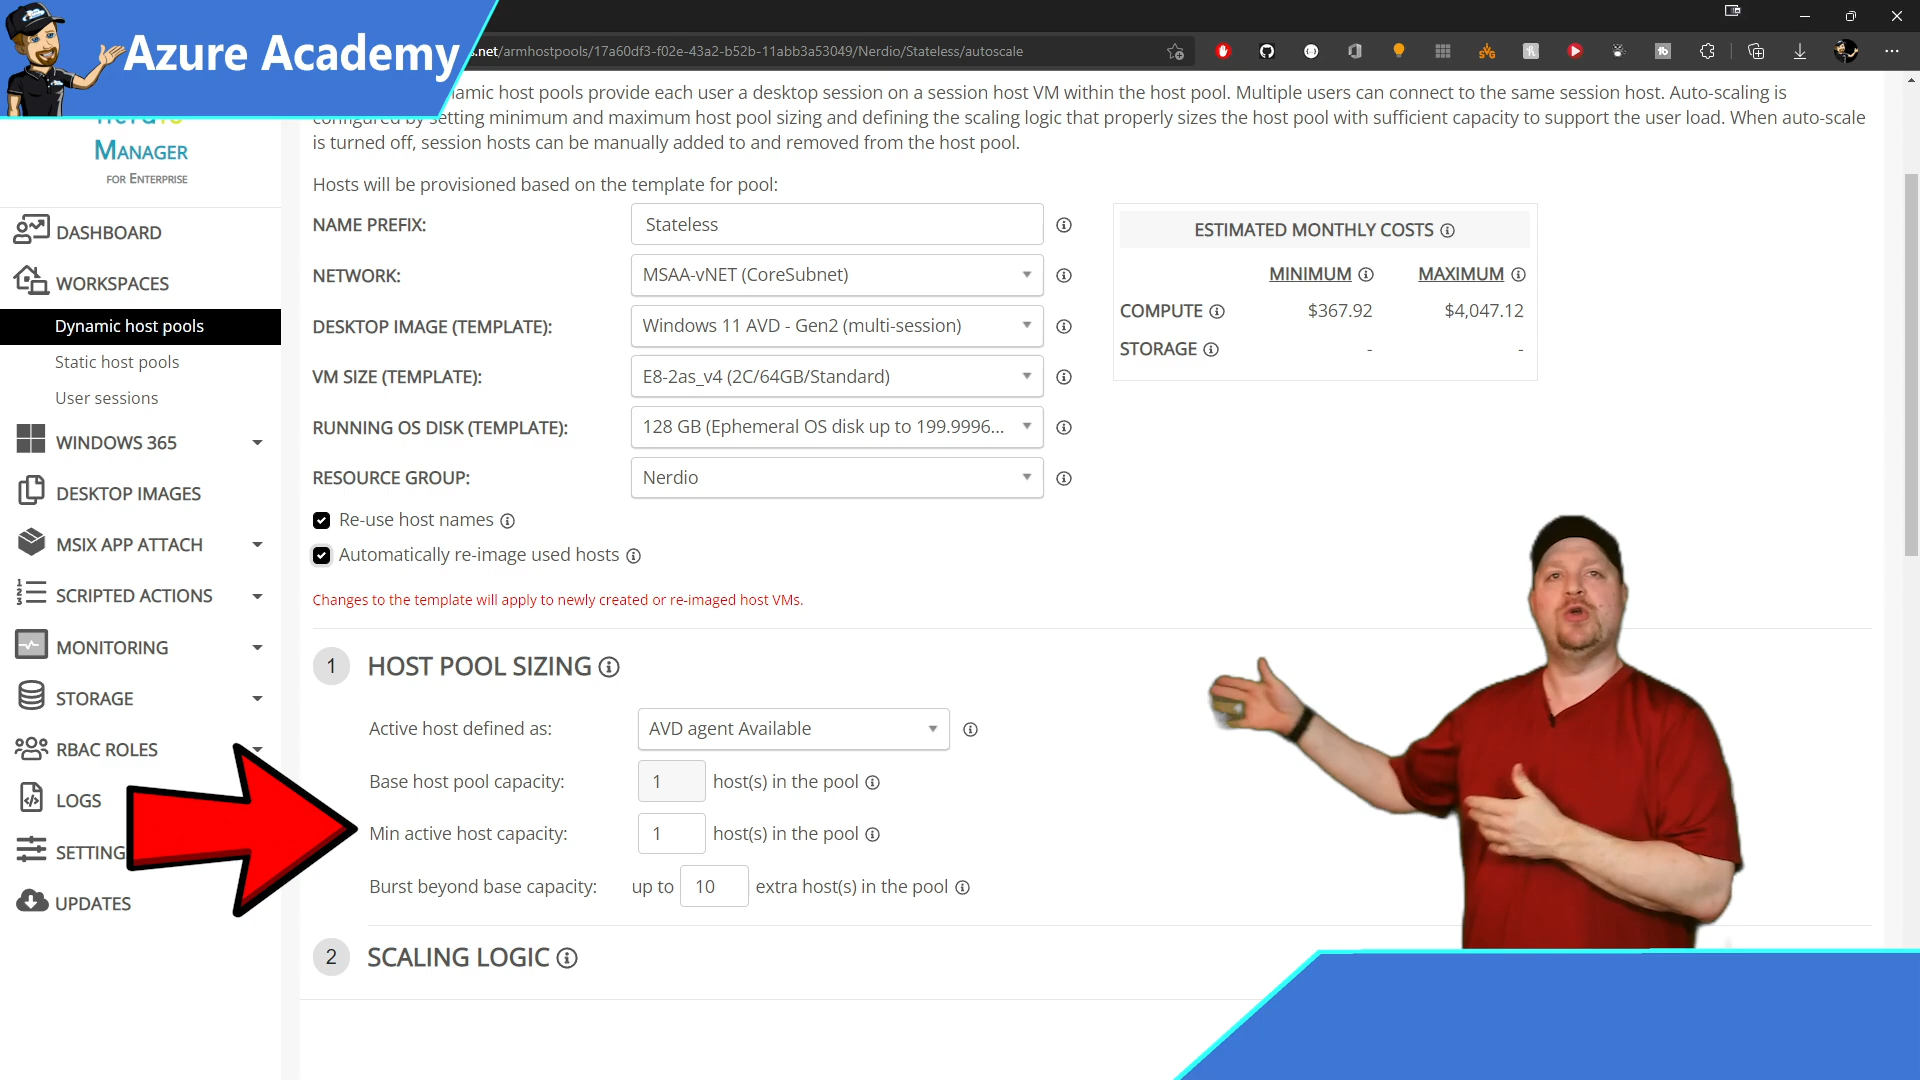 Azure Academy
.net/armhostpools/17a60df3-f02e-43a2-b52b-11abb3a53049/Nerdio/Stateless/autoscale
amic host pools provide each user a desktop session on a session host VM within the host pool. Multiple users can connect to the same session host. Auto-scaling is
configured by setting minimum and maximum host pool sizing and defining the scaling logic that properly sizes the host pool with sufficient capacity to support the user load. When auto-scale
is turned off, session hosts can be manually added to and removed from the host pool.
MANAGER
FOR ENTERPRISE
DASHBOARD
WORKSPACES
Dynamic host pools
Static host pools
User sessions
WINDOWS 365
DESKTOP IMAGES
MSIX APP ATTACH
SCRIPTED ACTIONS
MONITORING
STORAGE
RBAC ROLES
LOGS
SETTING
UPDATES
Hosts will be provisioned based on the template for pool:
NAME PREFIX: Stateless
NETWORK: MSAA-vNET (CoreSubnet)
DESKTOP IMAGE (TEMPLATE): Windows 11 AVD - Gen2 (multi-session)
VM SIZE (TEMPLATE): E8-2as_v4 (2C/64GB/Standard)
RUNNING OS DISK (TEMPLATE): 128 GB (Ephemeral OS disk up to 199.9996...
RESOURCE GROUP: Nerdio
Re-use host names
Automatically re-image used hosts
Changes to the template will apply to newly created or re-imaged host VMs.
ESTIMATED MONTHLY COSTS
MINIMUM MAXIMUM
COMPUTE $367.92 $4,047.12
STORAGE - -
1 HOST POOL SIZING
Active host defined as: AVD agent Available
Base host pool capacity: 1 host(s) in the pool
Min active host capacity: 1 host(s) in the pool
Burst beyond base capacity: up to 10 extra host(s) in the pool
2 SCALING LOGIC